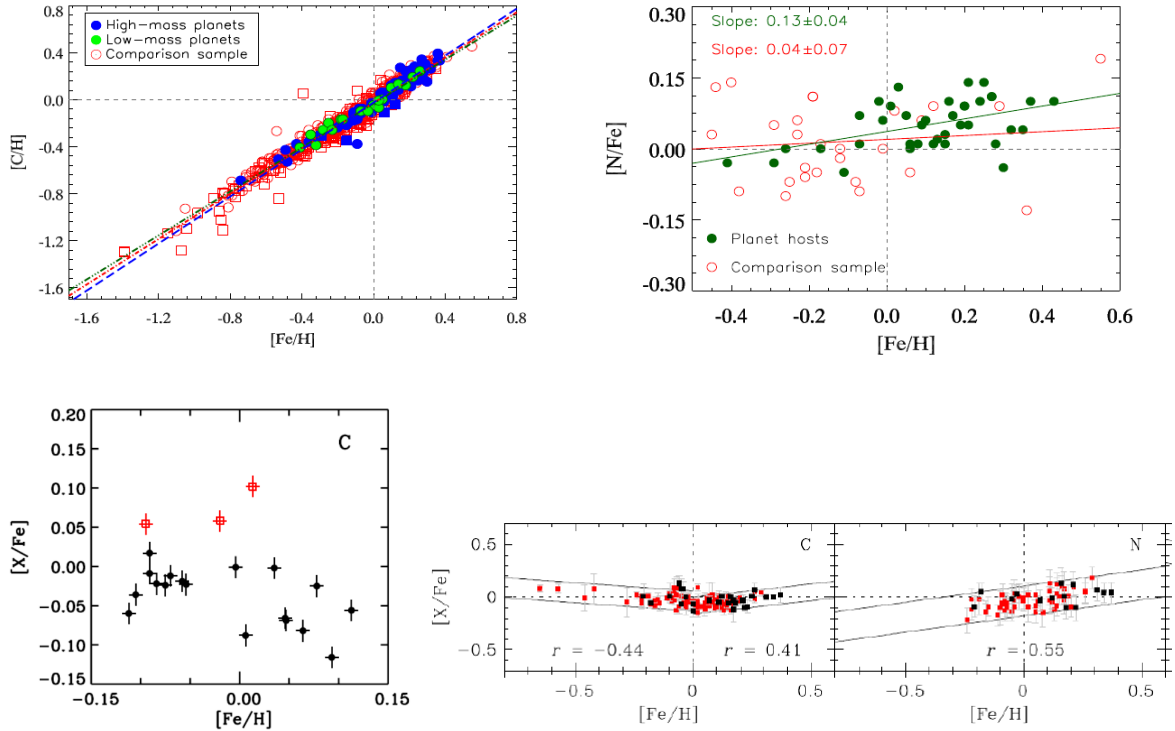 0.8
0.4
0.0
-0.4
-0.8
-1.2
-1.6
[C/H]
High-mass planets
Low-mass planets
Comparison sample
-1.6 -1.2 -0.8 -0.4 0.0 0.4 0.8
[Fe/H]
0.30
0.15
0.00
-0.15
-0.30
[N/Fe]
Slope: 0.13±0.04
Slope: 0.04±0.07
Planet hosts
Comparison sample
-0.4 -0.2 0.0 0.2 0.4 0.6
[Fe/H]
0.20
0.15
0.10
0.05
0.00
-0.05
-0.10
-0.15
[X/Fe]
C
-0.15 0.00 0.15
[Fe/H]
0.5
0
-0.5
[X/Fe]
C
r = -0.44 r = 0.41
-0.5 0 0.5
[Fe/H]
N
r = 0.55
-0.5 0 0.5
[Fe/H]